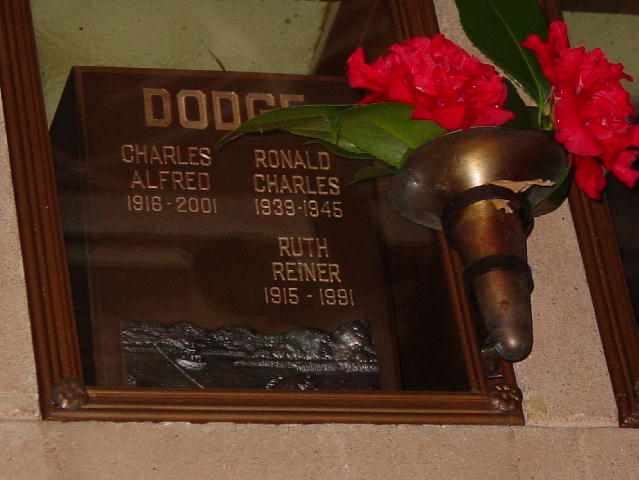 DODGE
CHARLES
ALFRED
1916 - 2001
RONALD
CHARLES
1939-1945
RUTH
REINER
1915 - 1991